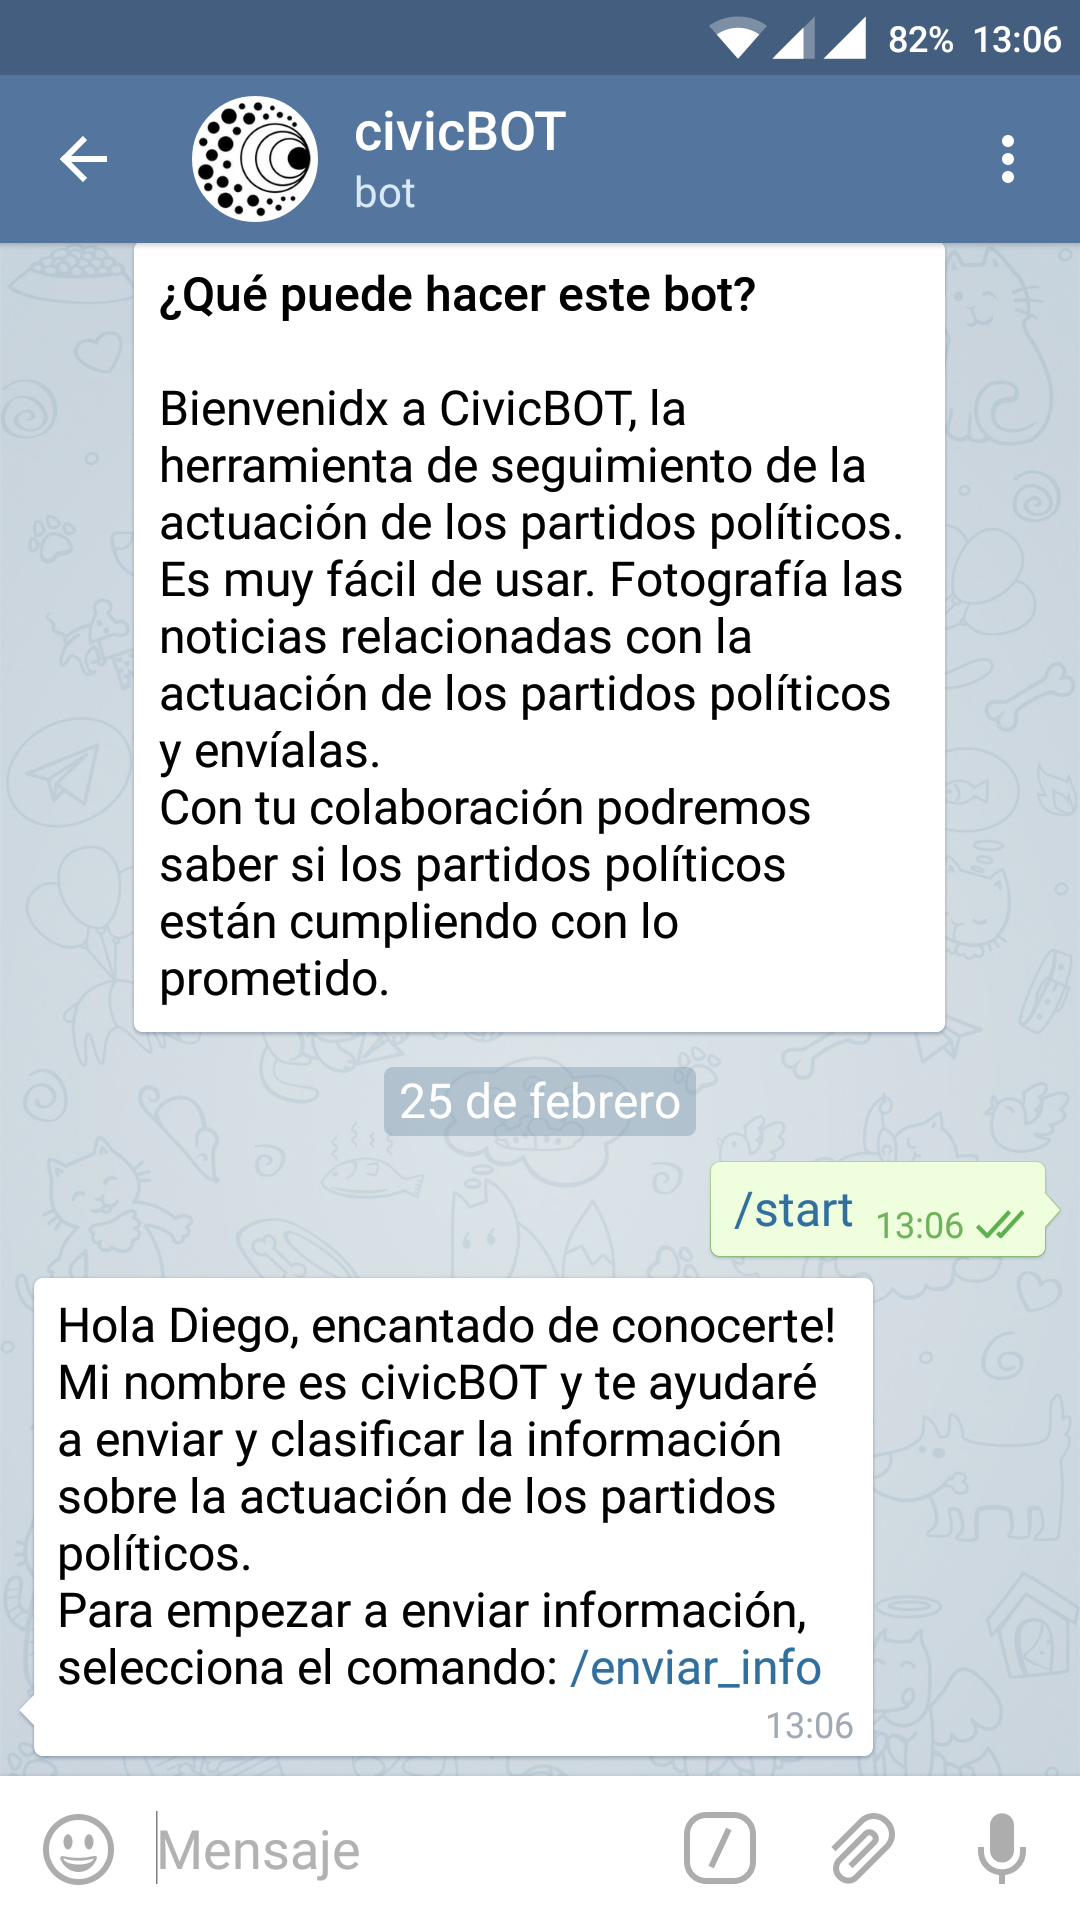 82% 13:06
civicBOT
bot
¿Qué puede hacer este bot?
Bienvenidx a CivicBOT, la
herramienta de seguimiento de la
actuación de los partidos políticos.
Es muy fácil de usar. Fotografía las
noticias relacionadas con la
actuación de los partidos políticos
y envíalas.
Con tu colaboración podremos
saber si los partidos políticos
están cumpliendo con lo
prometido.
25 de febrero
/start 13:06
Hola Diego, encantado de conocerte!
Mi nombre es civicBOT y te ayudaré
a enviar y clasificar la información
sobre la actuación de los partidos
políticos.
Para empezar a enviar información,
selecciona el comando: /enviar_info
13:06
Mensaje